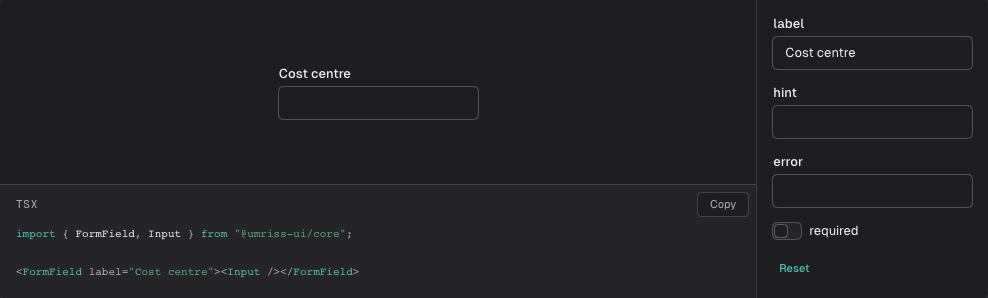 Cost centre
TSX
Copy
import { FormField, Input } from "@umriss-ui/core";
<FormField label="Cost centre"><Input /></FormField>
label
Cost centre
hint
error
required
Reset